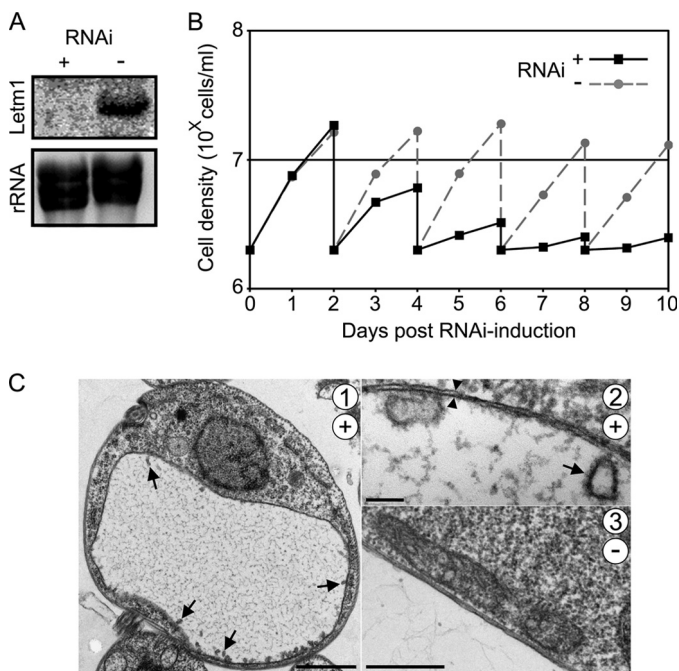 A
RNAi
+ -
Letm1
rRNA
B
Cell density (10^X cells/ml)
8
7
6
RNAi + -
0 1 2 3 4 5 6 7 8 9 10
Days post RNAi-induction
C
1
+
2
+
3
-